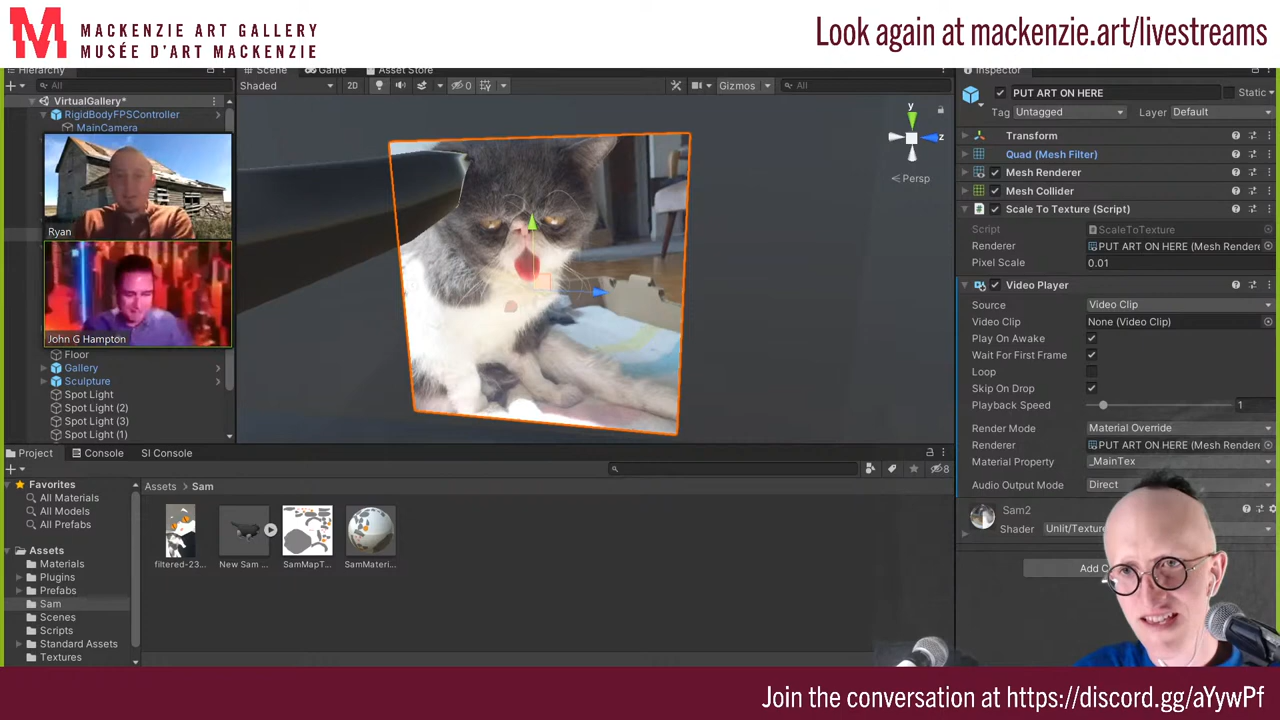 MACKENZIE ART GALLERY
MUSÉE D'ART MACKENZIE
Look again at mackenzie.art/livestreams
Hierarchy
Scene
Game
Asset Store
Inspector
All
Shaded
2D
0
Gizmos
All
VirtualGallery*
RigidBodyFPSController
MainCamera
Ryan
John G Hampton
Floor
Gallery
Sculpture
Spot Light
Spot Light (2)
Spot Light (3)
Spot Light (1)
y
z
Persp
PUT ART ON HERE
Static
Tag Untagged
Layer Default
Transform
Quad (Mesh Filter)
Mesh Renderer
Mesh Collider
Scale To Texture (Script)
Script ScaleToTexture
Renderer PUT ART ON HERE (Mesh Rendere
Pixel Scale 0.01
Video Player
Source Video Clip
Video Clip None (Video Clip)
Play On Awake
Wait For First Frame
Loop
Skip On Drop
Playback Speed 1
Render Mode Material Override
Renderer PUT ART ON HERE (Mesh Rendere
Material Property _MainTex
Audio Output Mode Direct
Sam2
Shader Unlit/Texture
Add C
Project
Console
SI Console
8
Favorites
All Materials
All Models
All Prefabs
Assets
Materials
Plugins
Prefabs
Sam
Scenes
Scripts
Standard Assets
Textures
Assets > Sam
filtered-23...
New Sam ...
SamMapT...
SamMateri...
Join the conversation at https://discord.gg/aYywPf